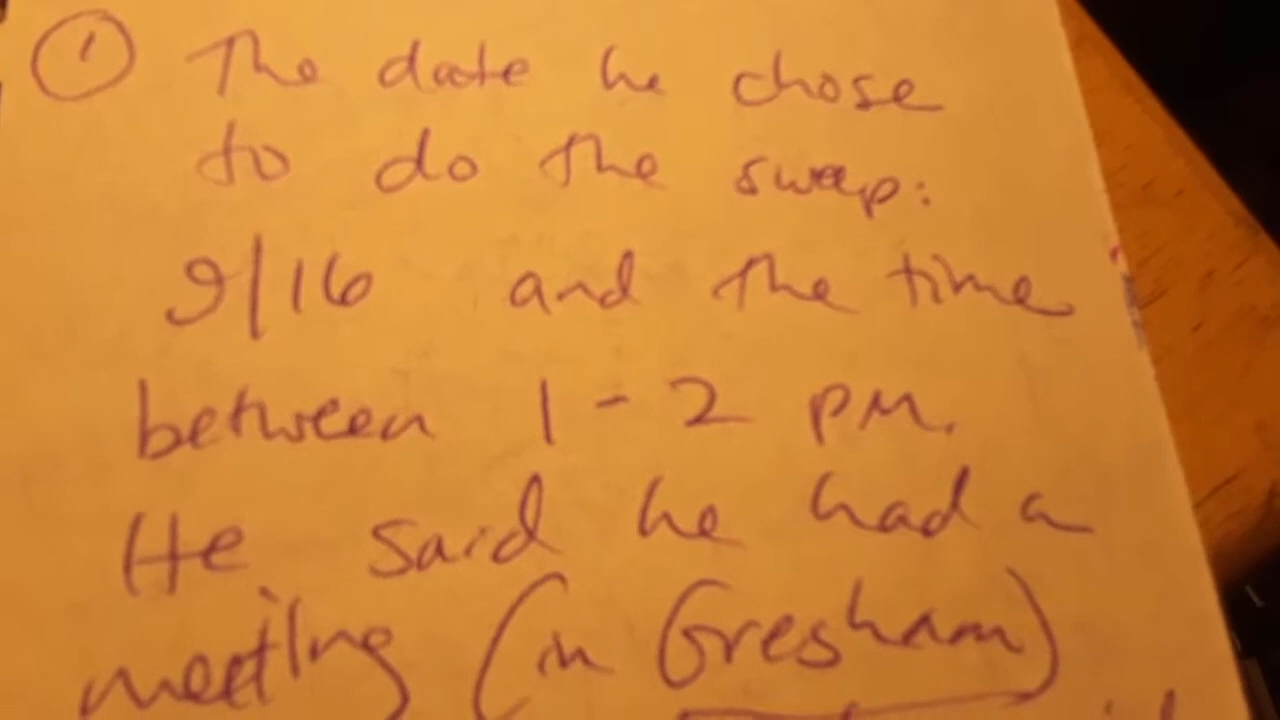 ① The date he chose
to do the swap:
9/16 and the time
between 1-2 PM.
He said he had a
meeting (in Gresham)